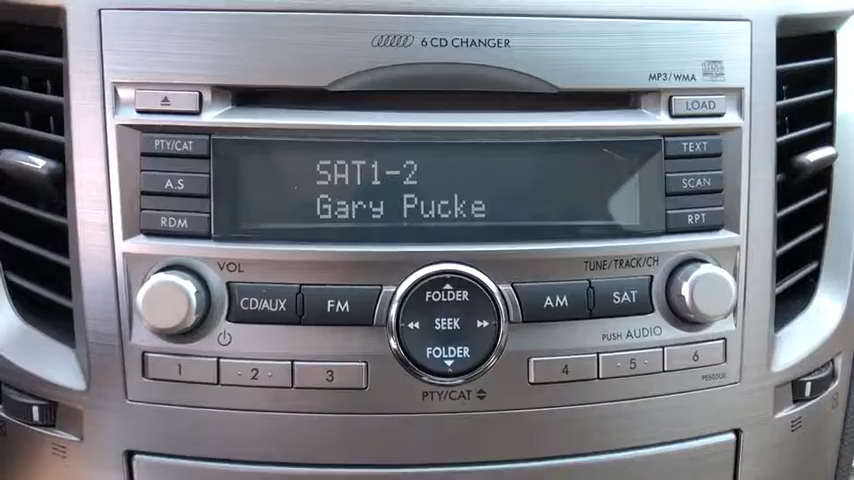 6 CD CHANGER
MP3/WMA
LOAD
PTY/CAT
A.S
RDM
SAT1-2
Gary Pucke
TEXT
SCAN
RPT
VOL
TUNE/TRACK/CH
CD/AUX
FM
FOLDER
SEEK
FOLDER
AM
SAT
PUSH AUDIO
1
2
3
4
5
6
PTY/CAT